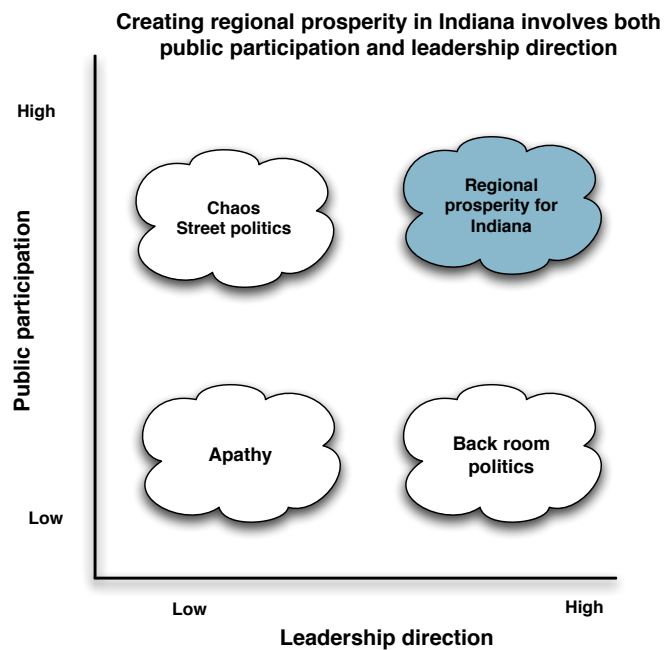 Creating regional prosperity in Indiana involves both
public participation and leadership direction
High
Chaos
Street politics
Regional
prosperity for
Indiana
Public participation
Apathy
Back room
politics
Low
Low
High
Leadership direction